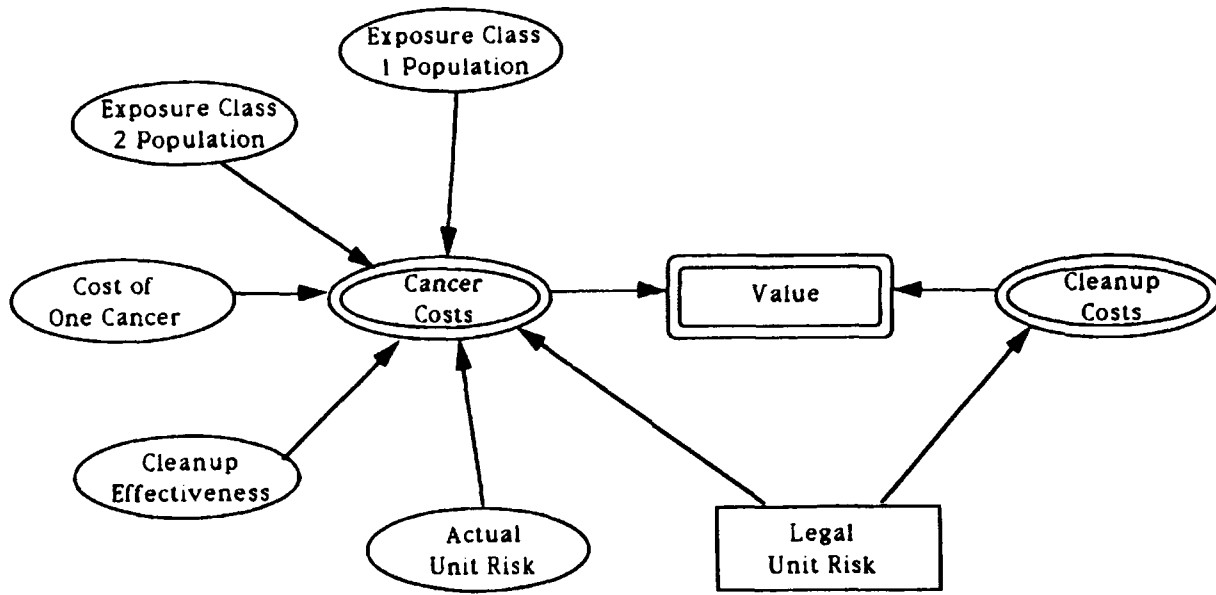 Exposure Class
1 Population
Exposure Class
2 Population
Cost of
One Cancer
Cancer
Costs
Value
Cleanup
Costs
Cleanup
Effectiveness
Actual
Unit Risk
Legal
Unit Risk